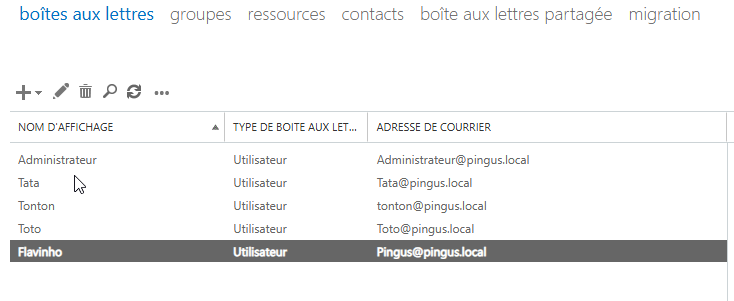 boîtes aux lettres groupes ressources contacts boîte aux lettres partagée migration
NOM D'AFFICHAGE TYPE DE BOITE AUX LET... ADRESSE DE COURRIER
Administrateur Utilisateur Administrateur@pingus.local
Tata Utilisateur Tata@pingus.local
Tonton Utilisateur tonton@pingus.local
Toto Utilisateur Toto@pingus.local
Flavinho Utilisateur Pingus@pingus.local